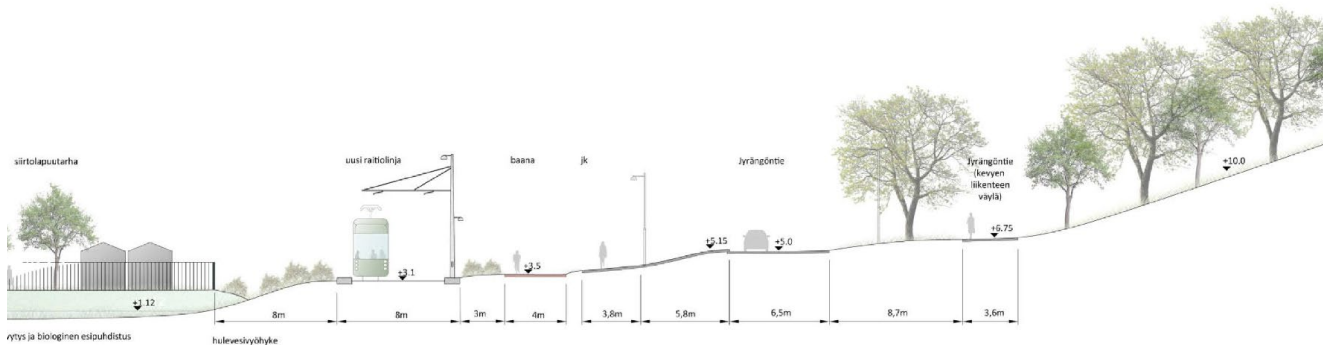 siirtolapuutarha
uusi raitiolinja
baana
jk
Jyrängöntie
Jyrängöntie
(kevyen
liikenteen
väylä)
+10.0
+6.75
+5.15
+5.0
+3.5
+3.1
+1.12
8m
8m
3m
4m
3,8m
5,8m
6,5m
8,7m
3,6m
ja biologinen esipuhdistus
hulevesivyöhyke